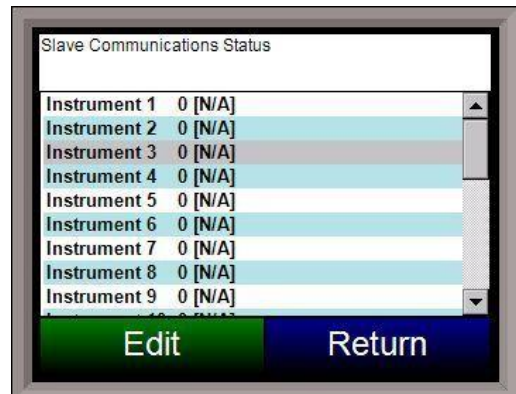 Slave Communications Status
Instrument 1 0 [N/A]
Instrument 2 0 [N/A]
Instrument 3 0 [N/A]
Instrument 4 0 [N/A]
Instrument 5 0 [N/A]
Instrument 6 0 [N/A]
Instrument 7 0 [N/A]
Instrument 8 0 [N/A]
Instrument 9 0 [N/A]
Edit Return